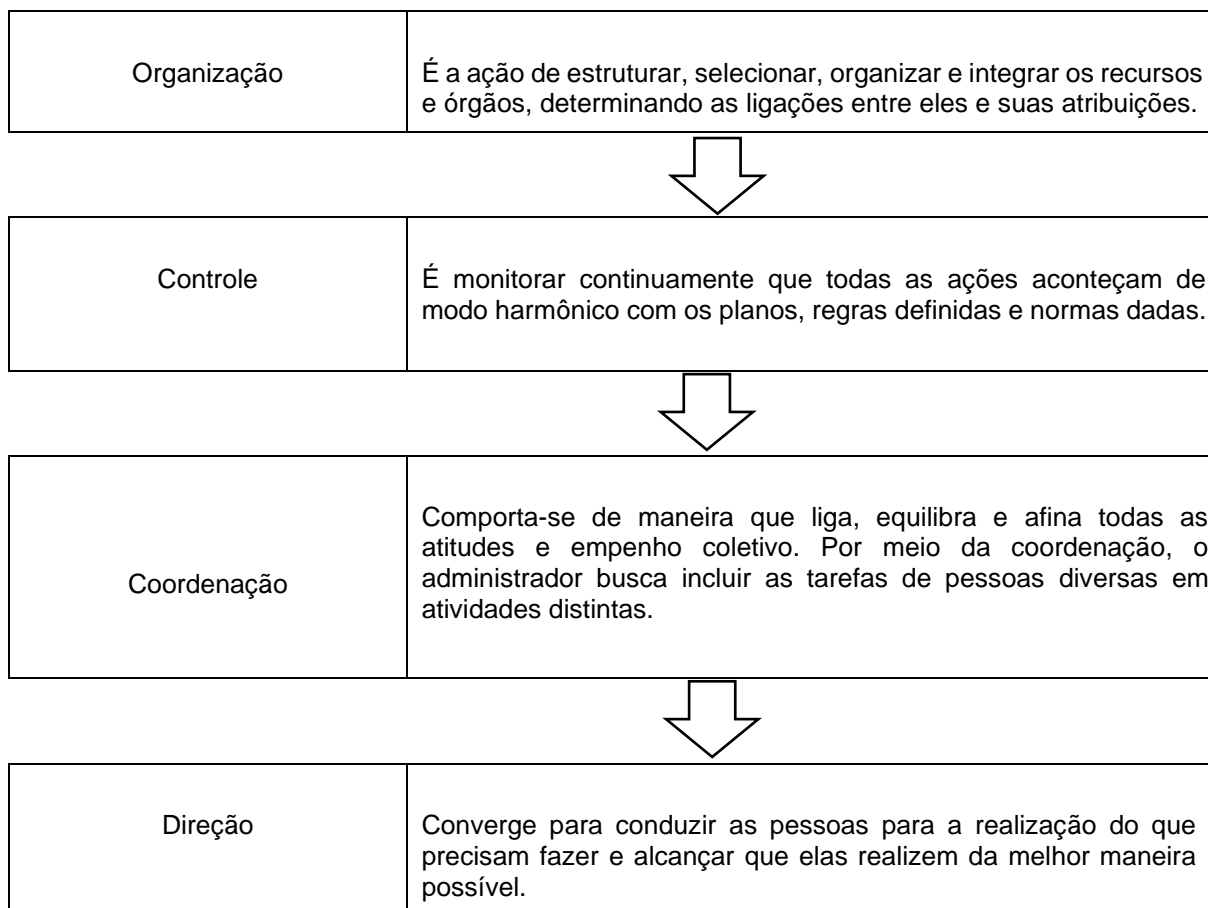 Organização
É a ação de estruturar, selecionar, organizar e integrar os recursos
e órgãos, determinando as ligações entre eles e suas atribuições.
Controle
É monitorar continuamente que todas as ações aconteçam de
modo harmônico com os planos, regras definidas e normas dadas.
Coordenação
Comporta-se de maneira que liga, equilibra e afina todas as
atitudes e empenho coletivo. Por meio da coordenação, o
administrador busca incluir as tarefas de pessoas diversas em
atividades distintas.
Direção
Converge para conduzir as pessoas para a realização do que
precisam fazer e alcançar que elas realizem da melhor maneira
possível.